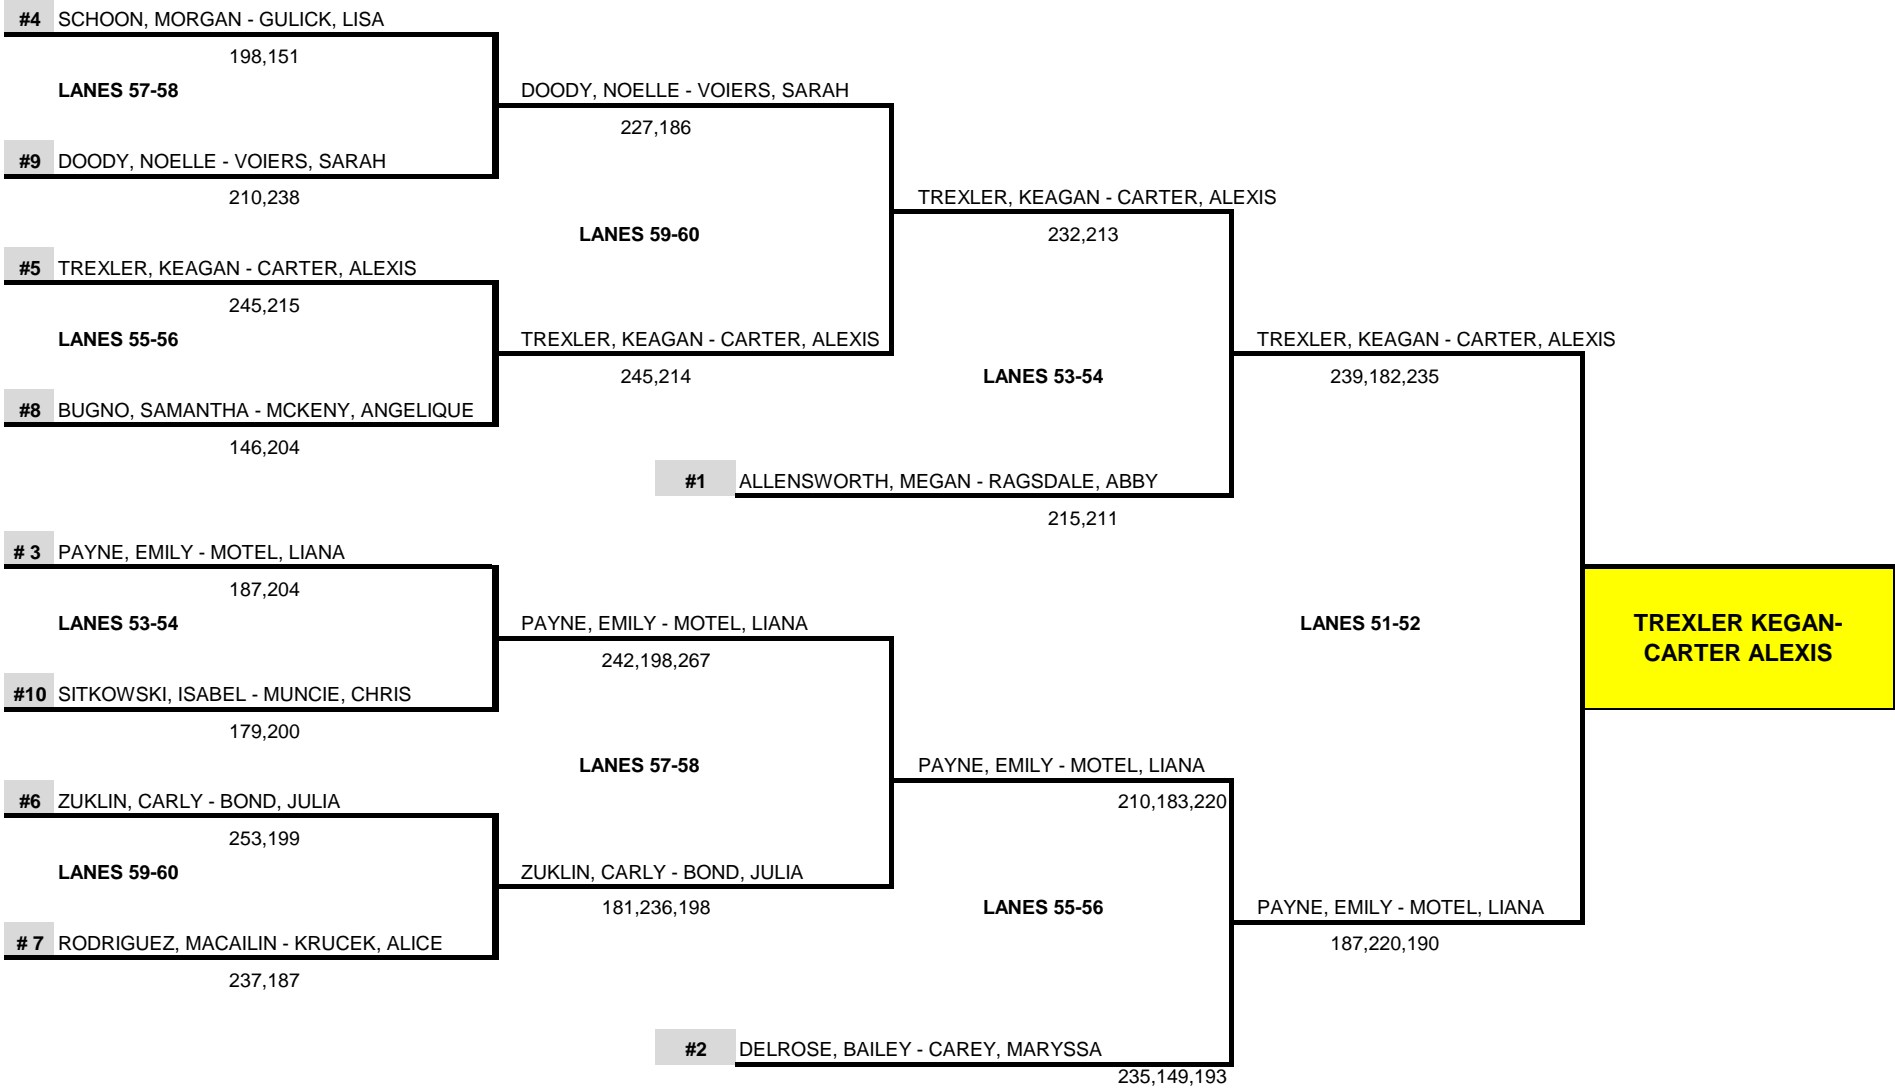 #4 SCHOON, MORGAN - GULICK, LISA
198,151
LANES 57-58
DOODY, NOELLE - VOIERS, SARAH
227,186
#9 DOODY, NOELLE - VOIERS, SARAH
210,238
TREXLER, KEAGAN - CARTER, ALEXIS
LANES 59-60
232,213
#5 TREXLER, KEAGAN - CARTER, ALEXIS
245,215
LANES 55-56
TREXLER, KEAGAN - CARTER, ALEXIS
TREXLER, KEAGAN - CARTER, ALEXIS
245,214
LANES 53-54
239,182,235
#8 BUGNO, SAMANTHA - MCKENY, ANGELIQUE
146,204
#1 ALLENSWORTH, MEGAN - RAGSDALE, ABBY
215,211
# 3 PAYNE, EMILY - MOTEL, LIANA
187,204
LANES 53-54
PAYNE, EMILY - MOTEL, LIANA
LANES 51-52
TREXLER KEGAN-
CARTER ALEXIS
242,198,267
#10 SITKOWSKI, ISABEL - MUNCIE, CHRIS
179,200
LANES 57-58
PAYNE, EMILY - MOTEL, LIANA
#6 ZUKLIN, CARLY - BOND, JULIA
210,183,220
253,199
LANES 59-60
ZUKLIN, CARLY - BOND, JULIA
181,236,198
LANES 55-56
PAYNE, EMILY - MOTEL, LIANA
# 7 RODRIGUEZ, MACAILIN - KRUCEK, ALICE
187,220,190
237,187
#2 DELROSE, BAILEY - CAREY, MARYSSA
235,149,193